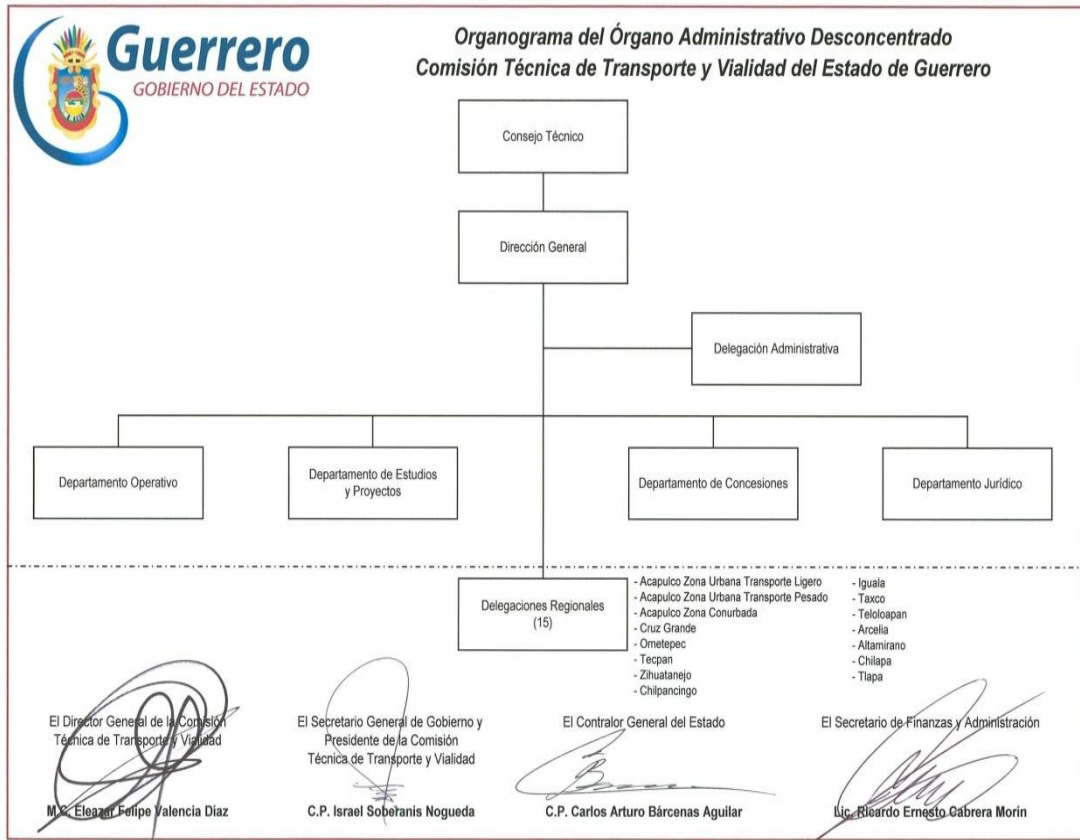 Guerrero
GOBIERNO DEL ESTADO
Organograma del Órgano Administrativo Desconcentrado
Comisión Técnica de Transporte y Vialidad del Estado de Guerrero
Consejo Técnico
Dirección General
Delegación Administrativa
Departamento Operativo
Departamento de Estudios
y Proyectos
Departamento de Concesiones
Departamento Jurídico
Delegaciones Regionales
(15)
- Acapulco Zona Urbana Transporte Ligero
- Acapulco Zona Urbana Transporte Pesado
- Acapulco Zona Conurbada
- Cruz Grande
- Ometepec
- Tecpan
- Zihuatanejo
- Chilpancingo
- Iguala
- Taxco
- Teloloapan
- Arcelia
- Altamirano
- Chilapa
- Tlapa
El Director General de la Comisión
Técnica de Transporte y Vialidad
M.C. Eleazar Felipe Valencia Díaz
El Secretario General de Gobierno y
Presidente de la Comisión
Técnica de Transporte y Vialidad
C.P. Israel Soberanis Nogueda
El Contralor General del Estado
C.P. Carlos Arturo Bárcenas Aguilar
El Secretario de Finanzas y Administración
Lic. Ricardo Ernesto Cabrera Morín